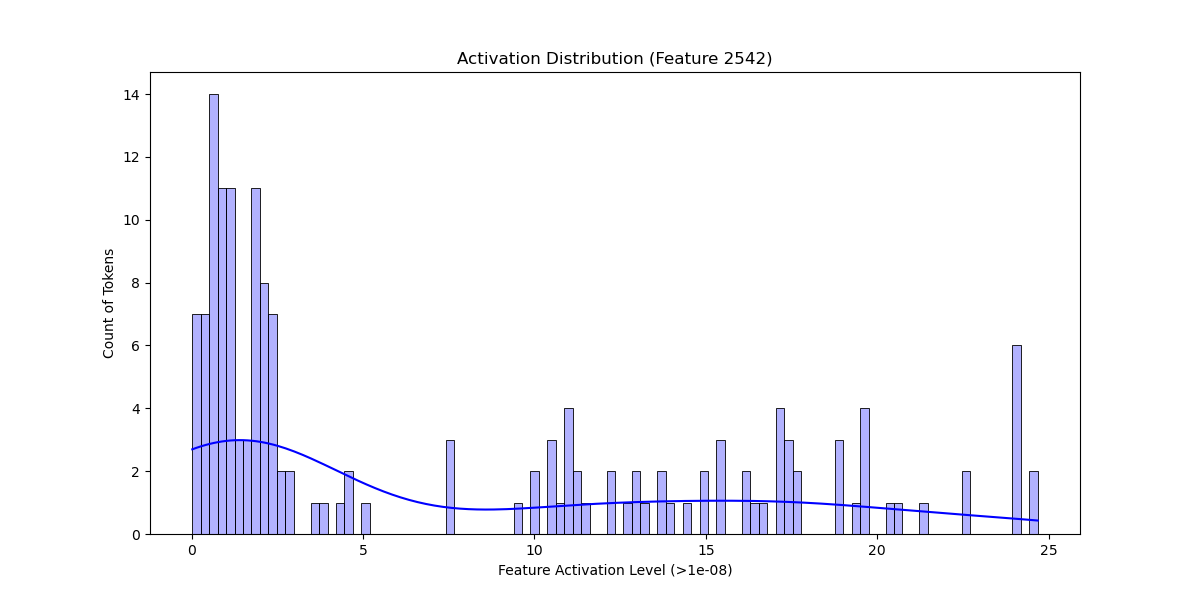 Activation Distribution (Feature 2542)
14
12
10
8
6
4
2
0
Count of Tokens
0 5 10 15 20 25
Feature Activation Level (>1e-08)